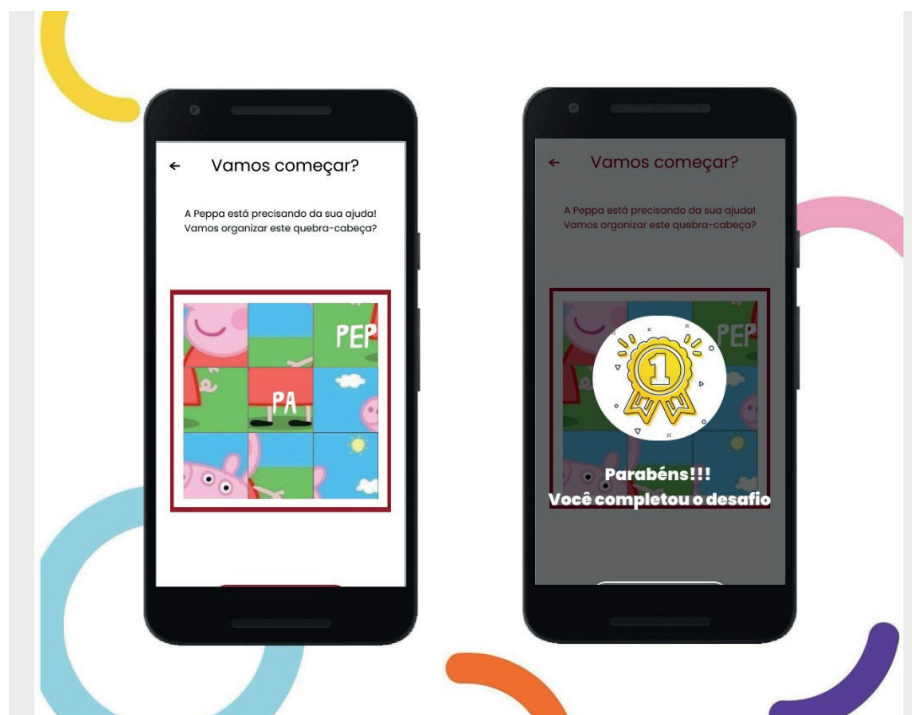 Vamos começar?
A Peppa está precisando da sua ajuda!
Vamos organizar este quebra-cabeça?
PEP
PA
Vamos começar?
A Peppa está precisando da sua ajuda!
Vamos organizar este quebra-cabeça?
PEP
1
Parabéns!!!
Você completou o desafio